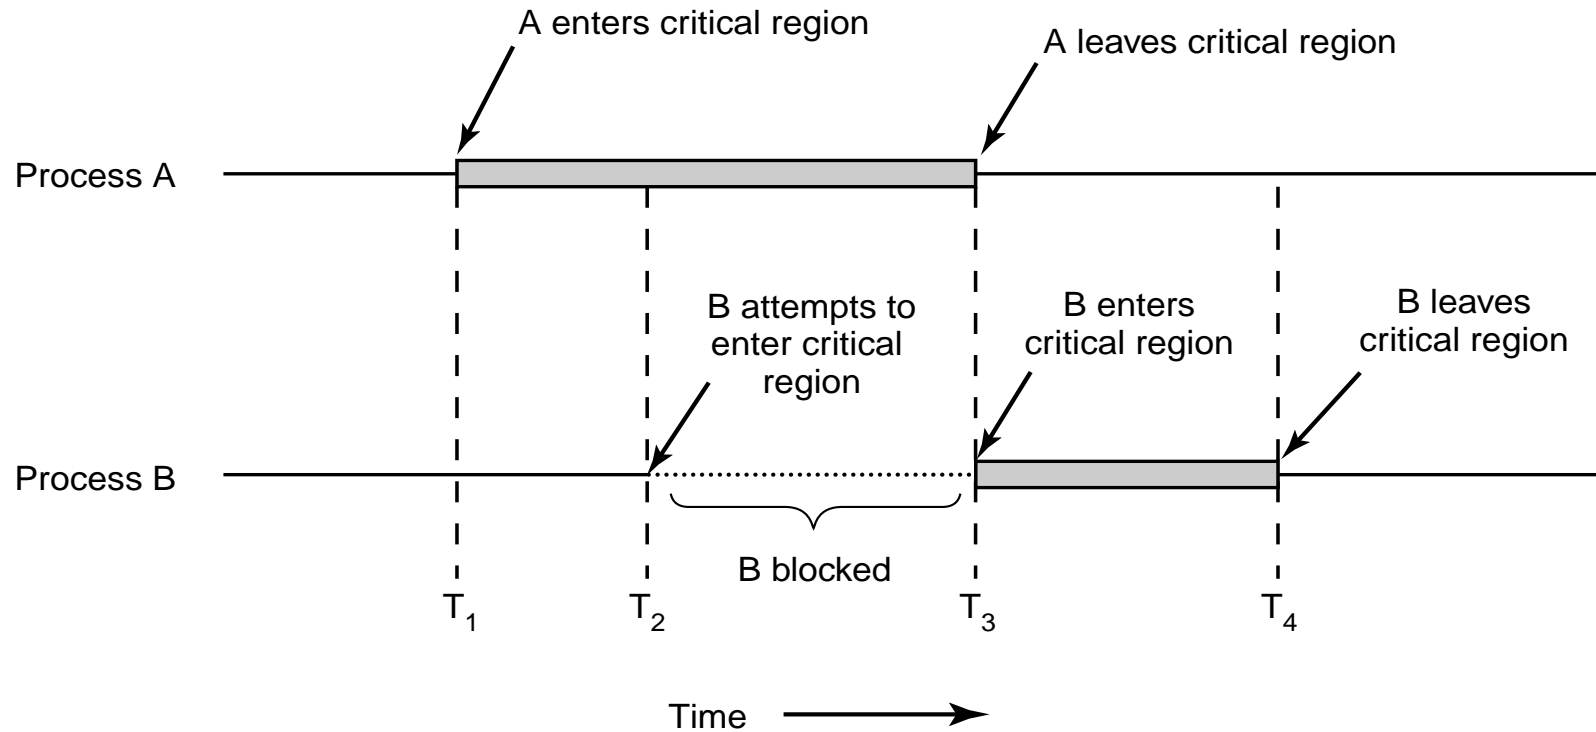 A enters critical region
A leaves critical region
Process A
B attempts to
enter critical
region
B enters
critical region
B leaves
critical region
Process B
B blocked
T1
T2
T3
T4
Time